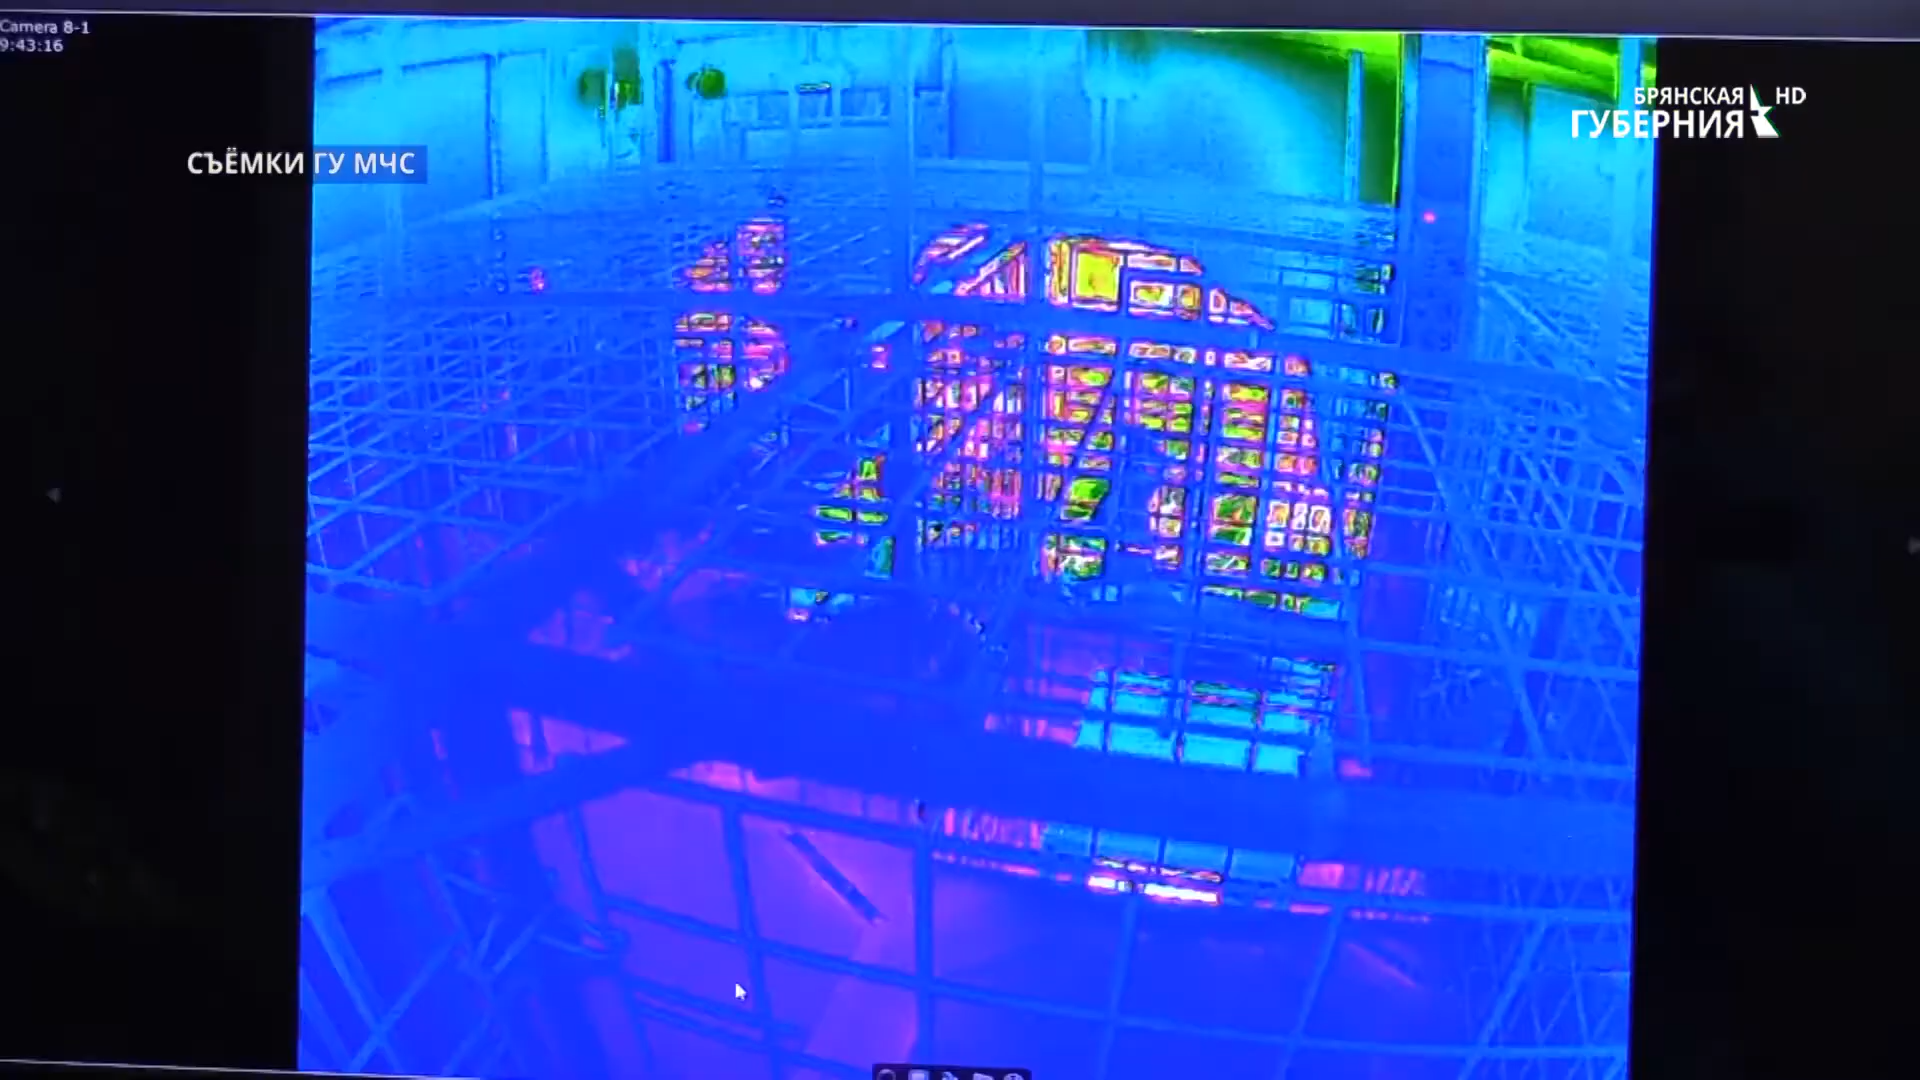 Camera 8-1
9:43:16
БРЯНСКАЯ HD
ГУБЕРНИЯ
СЪЁМКИ ГУ МЧС